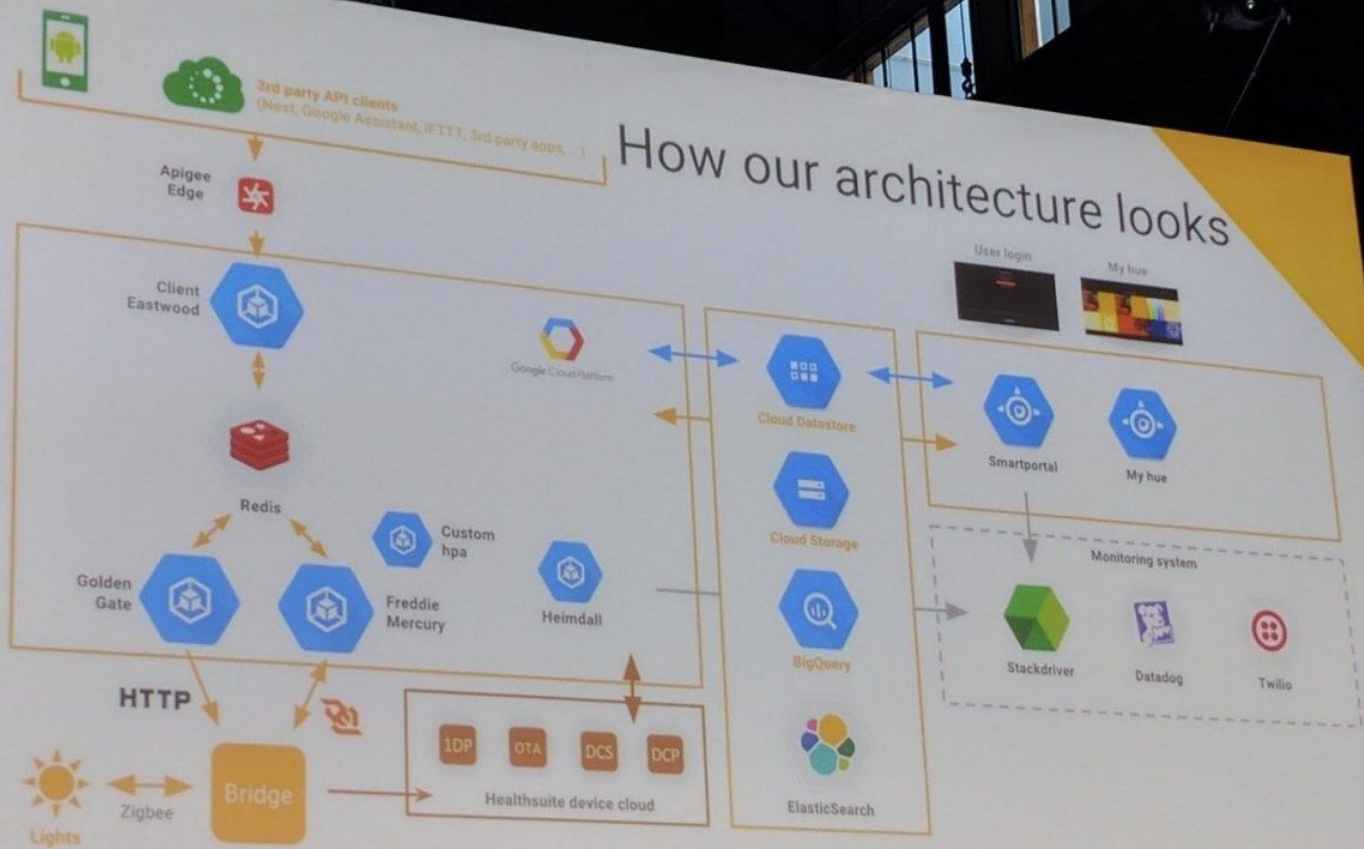 3rd party API clients
(Nest, Google Assistant, IFTTT, 3rd party apps, ...)
How our architecture looks
Apigee
Edge
User login
My hue
Client
Eastwood
Google Cloud Platform
Cloud Datastore
Smartportal
My hue
Redis
Custom
hpa
Cloud Storage
Monitoring system
Golden
Gate
Freddie
Mercury
Heimdall
BigQuery
Stackdriver
Datadog
Twilio
HTTP
1DP
OTA
DCS
DCP
Bridge
Healthsuite device cloud
ElasticSearch
Zigbee
Lights